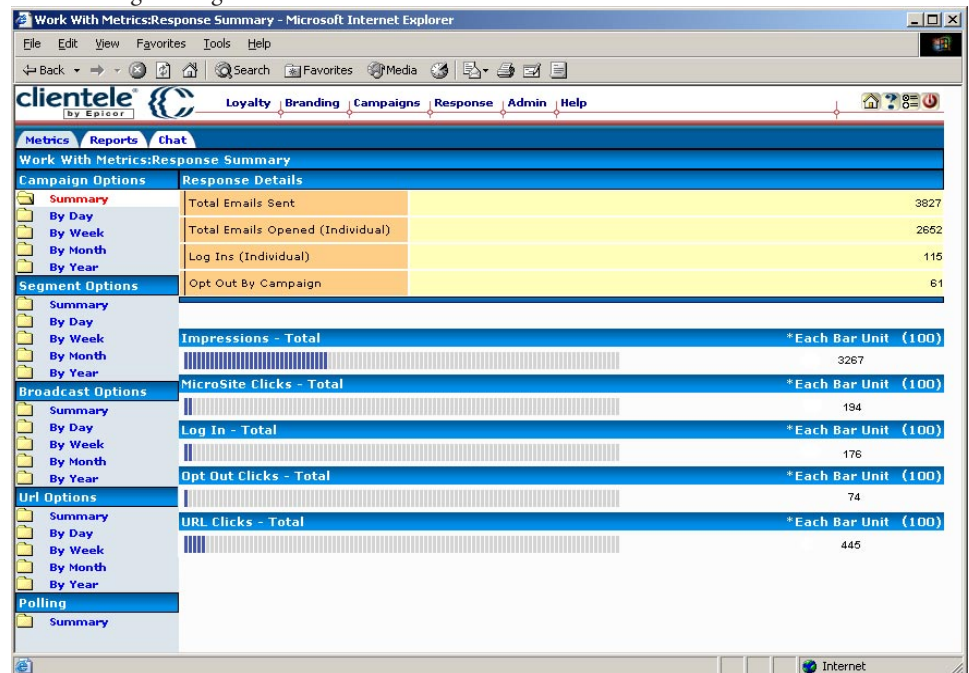 Work With Metrics:Response Summary - Microsoft Internet Explorer
File Edit View Favorites Tools Help
Back Search Favorites Media
clientele by Epicor
Loyalty Branding Campaigns Response Admin Help
Metrics Reports Chat
Work With Metrics:Response Summary
Campaign Options
Summary
By Day
By Week
By Month
By Year
Segment Options
Summary
By Day
By Week
By Month
By Year
Broadcast Options
Summary
By Day
By Week
By Month
By Year
Url Options
Summary
By Day
By Week
By Month
By Year
Polling
Summary
Response Details
Total Emails Sent 3827
Total Emails Opened (Individual) 2652
Log Ins (Individual) 115
Opt Out By Campaign 61
Impressions - Total *Each Bar Unit (100)
3267
MicroSite Clicks - Total *Each Bar Unit (100)
194
Log In - Total *Each Bar Unit (100)
176
Opt Out Clicks - Total *Each Bar Unit (100)
74
URL Clicks - Total *Each Bar Unit (100)
445
Internet